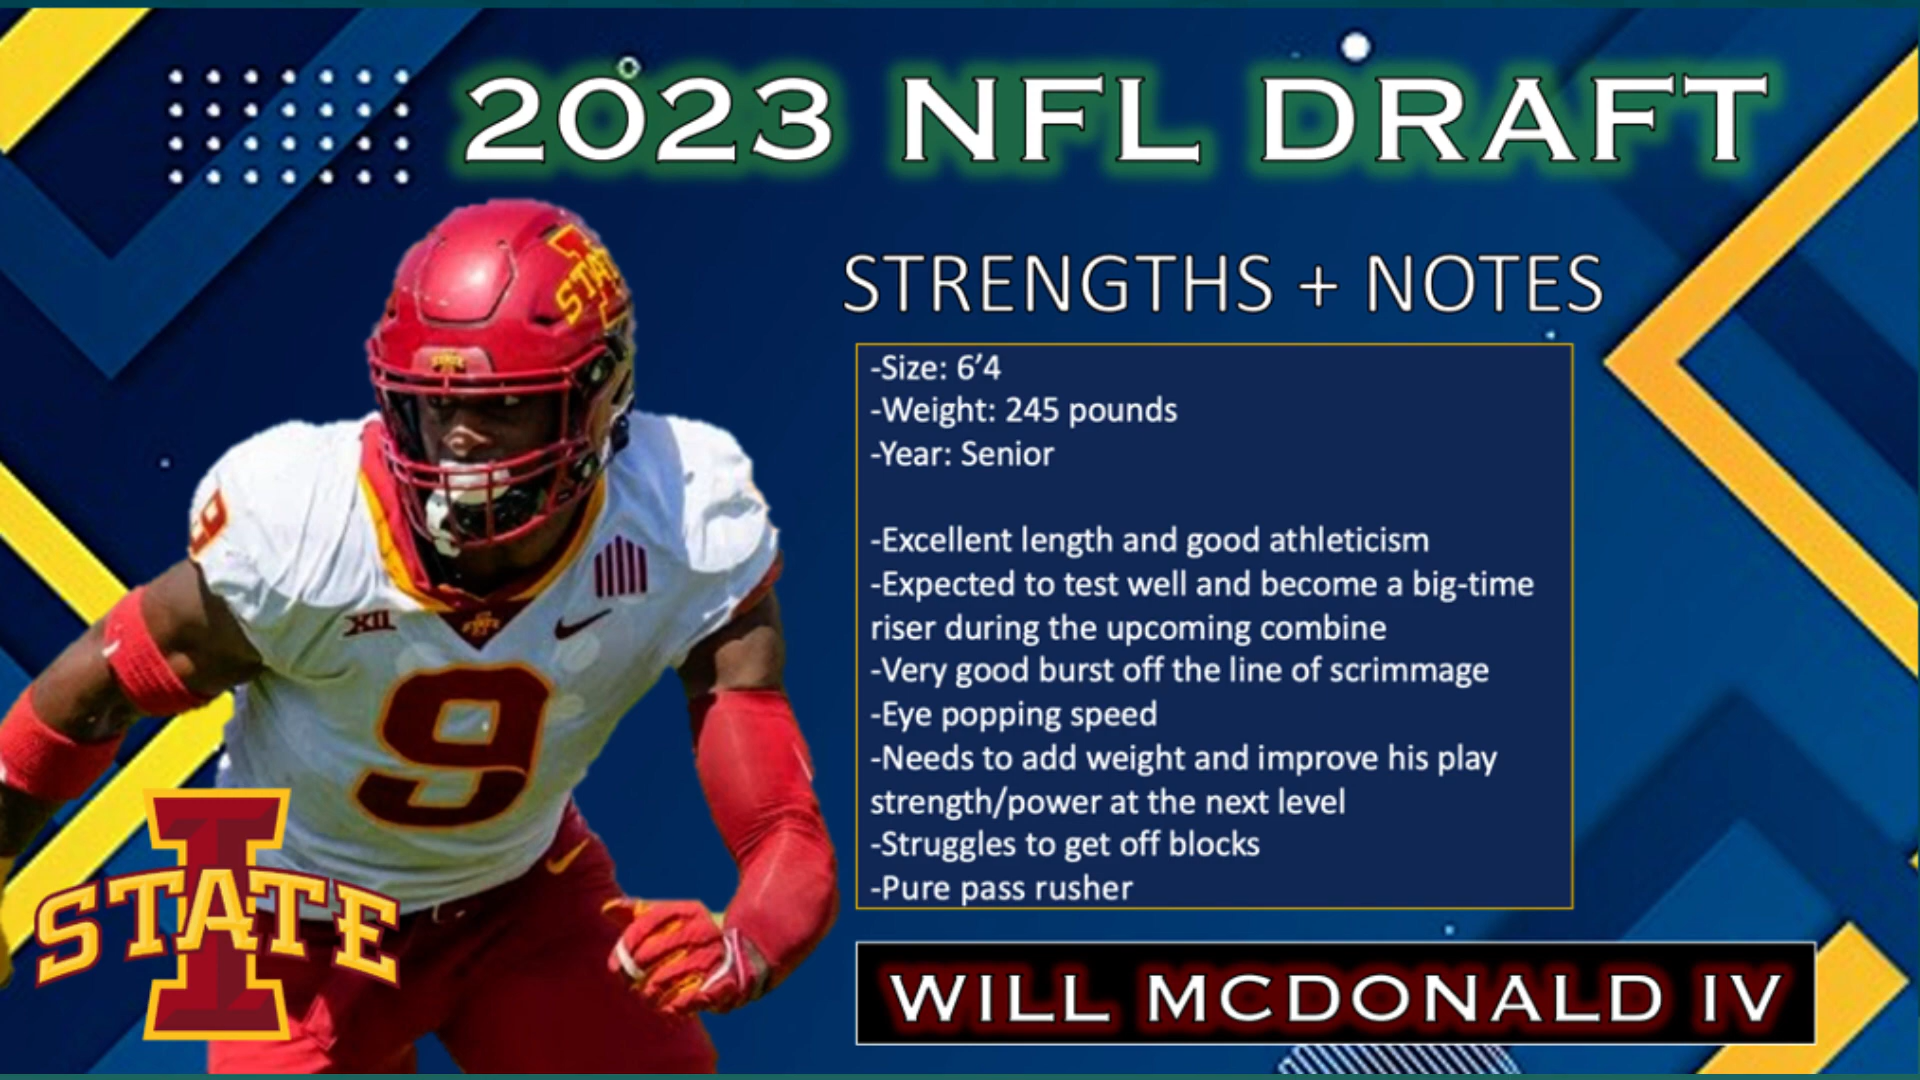 2023 NFL DRAFT
STRENGTHS + NOTES
-Size: 6’4
-Weight: 245 pounds
-Year: Senior
-Excellent length and good athleticism
-Expected to test well and become a big-time
riser during the upcoming combine
-Very good burst off the line of scrimmage
-Eye popping speed
-Needs to add weight and improve his play
strength/power at the next level
-Struggles to get off blocks
-Pure pass rusher
WILL MCDONALD IV
STATE
STATE
9
XII
STATE
9
I
STATE